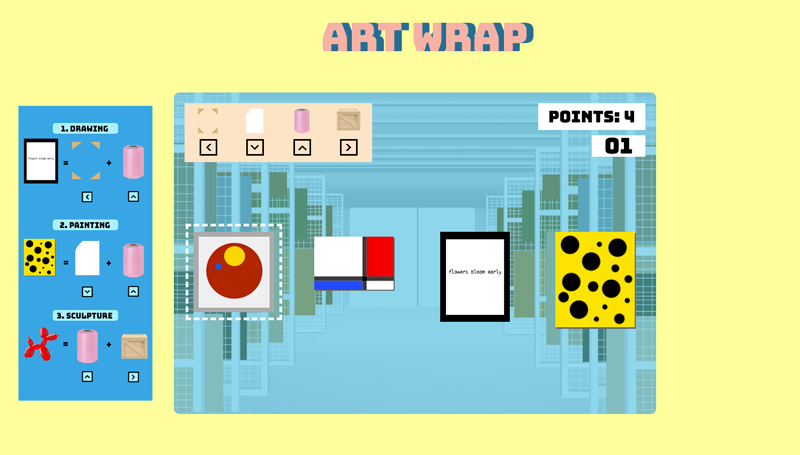 ART WRAP
POINTS: 4
01
1. DRAWING
flowers bloom early
=
+
2. PAINTING
=
+
3. SCULPTURE
=
+
flowers bloom early